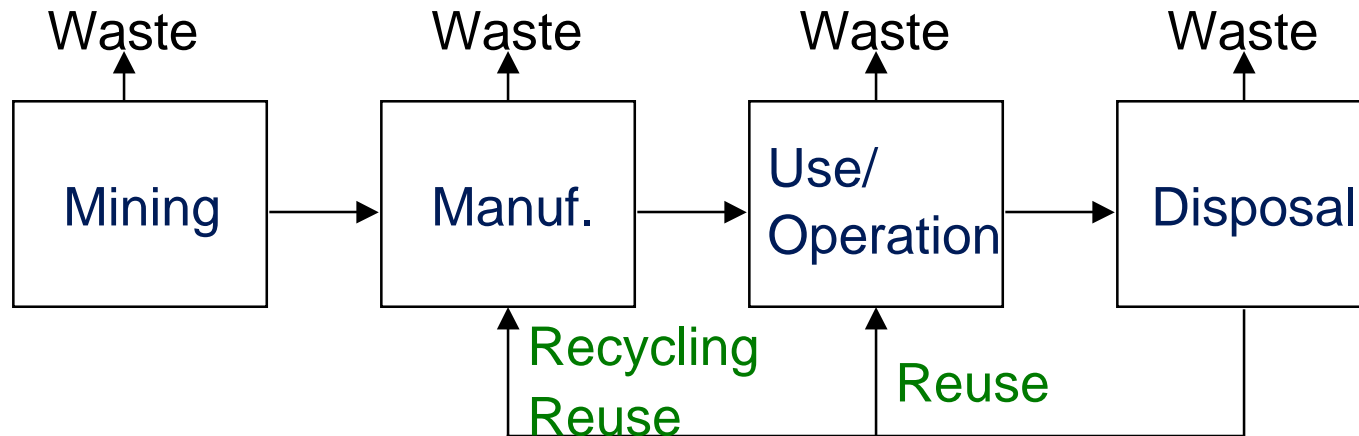 Waste Waste Waste Waste
Mining
Manuf.
Use/
Operation
Disposal
Recycling
Reuse
Reuse